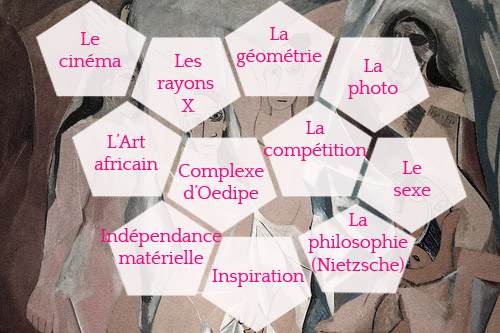 Le
cinéma
Les
rayons
X
La
géométrie
La
photo
L'Art
africain
Complexe
d'Oedipe
La
compétition
Le
sexe
Indépendance
matérielle
Inspiration
La
philosophie
(Nietzsche)